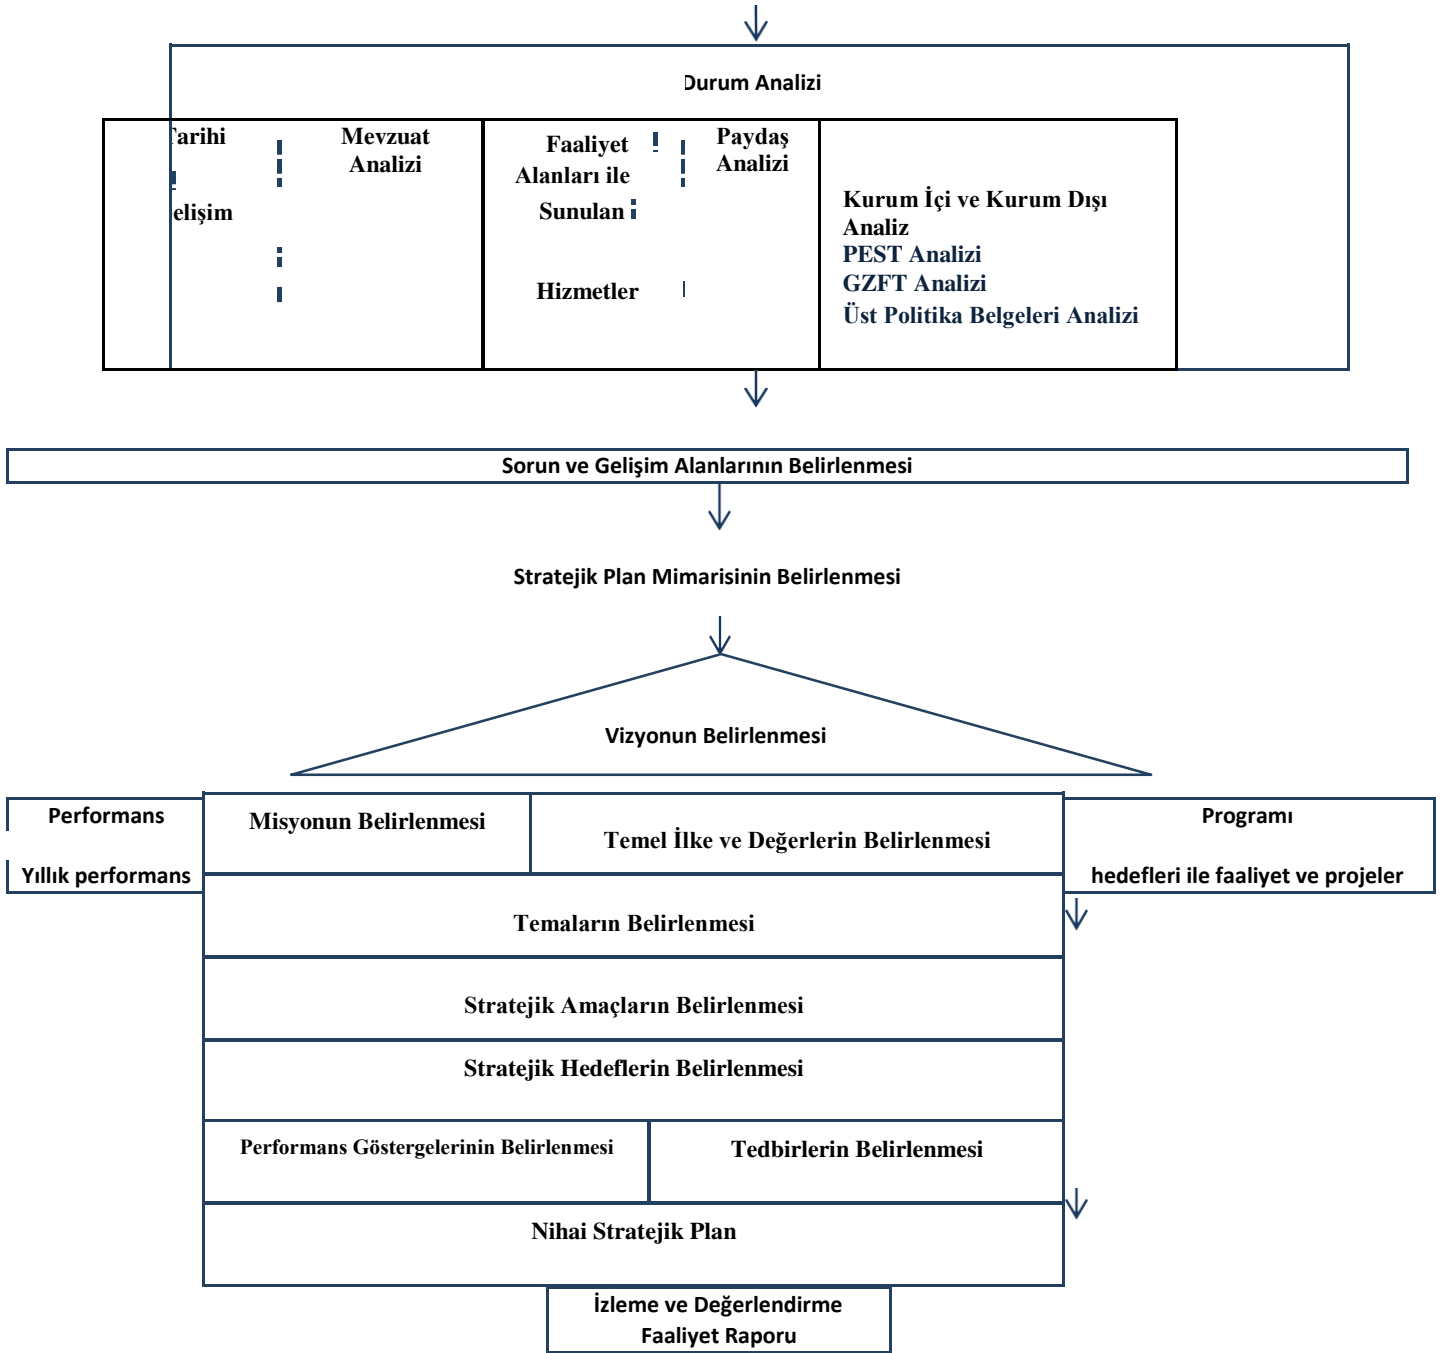 Durum Analizi
Tarihi
elişim
Mevzuat
Analizi
Faaliyet
Alanları ile
Sunulan
Hizmetler
Paydaş
Analizi
Kurum İçi ve Kurum Dışı
Analiz
PEST Analizi
GZFT Analizi
Üst Politika Belgeleri Analizi
Sorun ve Gelişim Alanlarının Belirlenmesi
Stratejik Plan Mimarisinin Belirlenmesi
Vizyonun Belirlenmesi
Performans
Yıllık performans
Misyonun Belirlenmesi
Temel İlke ve Değerlerin Belirlenmesi
Programı
hedefleri ile faaliyet ve projeler
Temaların Belirlenmesi
Stratejik Amaçların Belirlenmesi
Stratejik Hedeflerin Belirlenmesi
Performans Göstergelerinin Belirlenmesi
Tedbirlerin Belirlenmesi
Nihai Stratejik Plan
İzleme ve Değerlendirme
Faaliyet Raporu